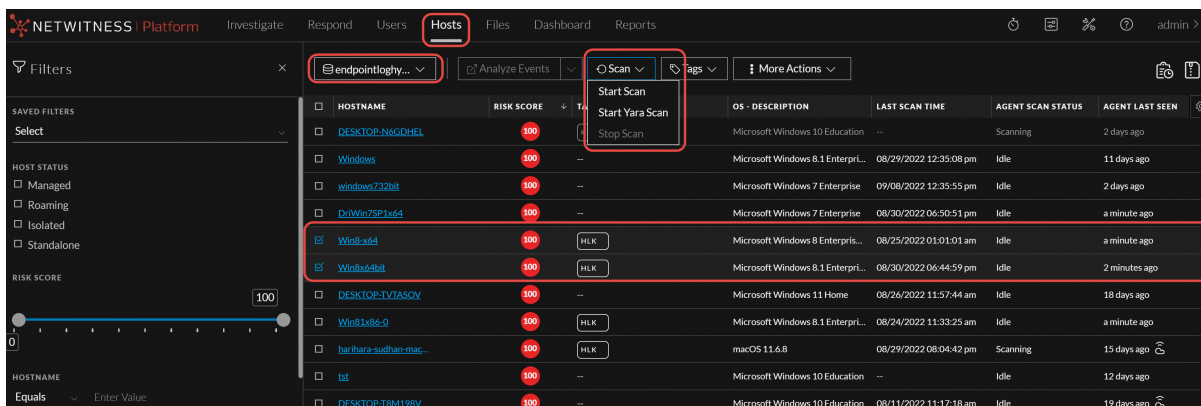 NETWITNESS | Platform Investigate Respond Users Hosts Files Dashboard Reports admin >
Filters × endpointloghy... Analyze Events Scan Tags More Actions
Start Scan
Start Yara Scan
Stop Scan
SAVED FILTERS
Select
HOST STATUS
Managed
Roaming
Isolated
Standalone
RISK SCORE
100
0
HOSTNAME
Equals Enter Value
HOSTNAME RISK SCORE ↓ OS - DESCRIPTION LAST SCAN TIME AGENT SCAN STATUS AGENT LAST SEEN
DESKTOP-N6GDHEL 100 Microsoft Windows 10 Education -- Scanning 2 days ago
Windows 100 -- Microsoft Windows 8.1 Enterpri... 08/29/2022 12:35:08 pm Idle 11 days ago
windows732bit 100 -- Microsoft Windows 7 Enterprise 09/08/2022 12:35:55 pm Idle 2 days ago
DriWin7SP1x64 100 -- Microsoft Windows 7 Enterprise 08/30/2022 06:50:51 pm Idle a minute ago
Win8-x64 100 HLK Microsoft Windows 8 Enterpris... 08/25/2022 01:01:01 am Idle a minute ago
Win8x64bit 100 HLK Microsoft Windows 8.1 Enterpri... 08/30/2022 06:44:59 pm Idle 2 minutes ago
DESKTOP-TVTASOV 100 -- Microsoft Windows 11 Home 08/26/2022 11:57:44 am Idle 18 days ago
Win81x86-0 100 HLK Microsoft Windows 8.1 Enterpri... 08/24/2022 11:33:25 am Idle a minute ago
harihara-sudhan-mac... 100 HLK macOS 11.6.8 08/29/2022 08:04:42 pm Scanning 15 days ago
tst 100 -- Microsoft Windows 10 Education -- Idle 12 days ago
DESKTOP-T8M198V 100 -- Microsoft Windows 10 Education 08/11/2022 11:17:18 am Idle 19 days ago